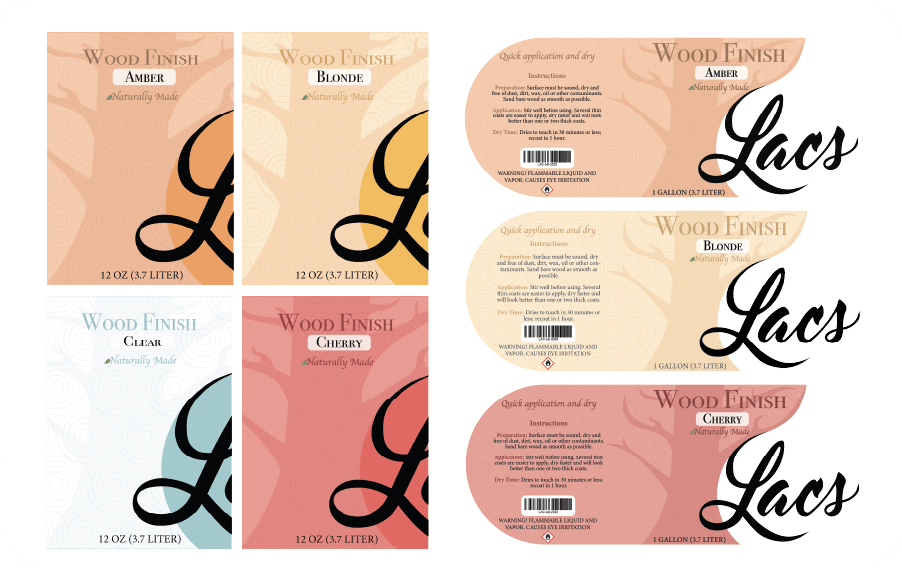 WOOD FINISH
AMBER
Naturally Made
L
12 OZ (3.7 LITER)
WOOD FINISH
BLONDE
Naturally Made
L
12 OZ (3.7 LITER)
WOOD FINISH
CLEAR
Naturally Made
L
12 OZ (3.7 LITER)
WOOD FINISH
CHERRY
Naturally Made
L
12 OZ (3.7 LITER)
Quick application and dry
Instructions
Preparation: Surface must be sound, dry and
free of dust, dirt, wax, oil or other contaminants.
Sand bare wood as smooth as possible.
Application: Stir well before using. Several thin
coats are easier to apply, dry faster and will look
better than one or two thick coats.
Dry Time: Dries to touch in 30 minutes or less;
recoat in 1 hour.
WARNING! FLAMMABLE LIQUID AND
VAPOR. CAUSES EYE IRRITATION
WOOD FINISH
AMBER
Naturally Made
Lacs
1 GALLON (3.7 LITER)
Quick application and dry
Instructions
Preparation: Surface must be sound, dry
and free of dust, dirt, wax, oil or other con-
taminants. Sand bare wood as smooth as
possible.
Application: Stir well before using. Several
thin coats are easier to apply, dry faster and
will look better than one or two thick coats.
Dry Time: Dries to touch in 30 minutes or
less; recoat in 1 hour.
WARNING! FLAMMABLE LIQUID AND
VAPOR. CAUSES EYE IRRITATION
WOOD FINISH
BLONDE
Naturally Made
Lacs
1 GALLON (3.7 LITER)
Quick application and dry
Instructions
Preparation: Surface must be sound, dry and
free of dust, dirt, wax, oil or other contaminants.
Sand bare wood as smooth as possible.
Application: Stir well before using. Several thin
coats are easier to apply, dry faster and will look
better than one or two thick coats.
Dry Time: Dries to touch in 30 minutes or less;
recoat in 1 hour.
WARNING! FLAMMABLE LIQUID AND
VAPOR. CAUSES EYE IRRITATION
WOOD FINISH
CHERRY
Naturally Made
Lacs
1 GALLON (3.7 LITER)